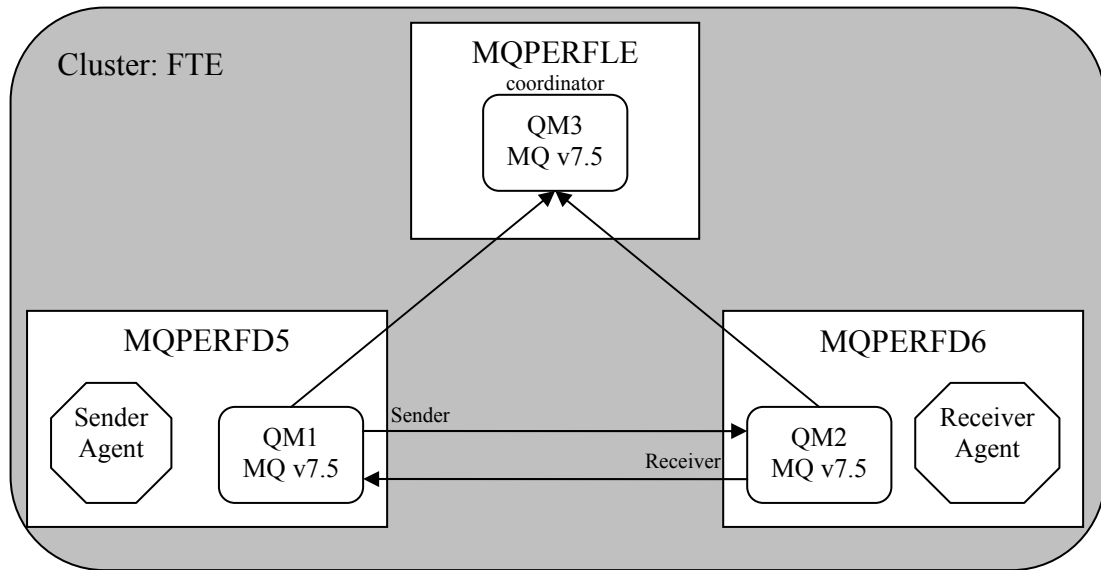 Cluster: FTE
MQPERFLE
coordinator
QM3
MQ v7.5
MQPERFD5
Sender
Agent
QM1
MQ v7.5
Sender
Receiver
MQPERFD6
QM2
MQ v7.5
Receiver
Agent